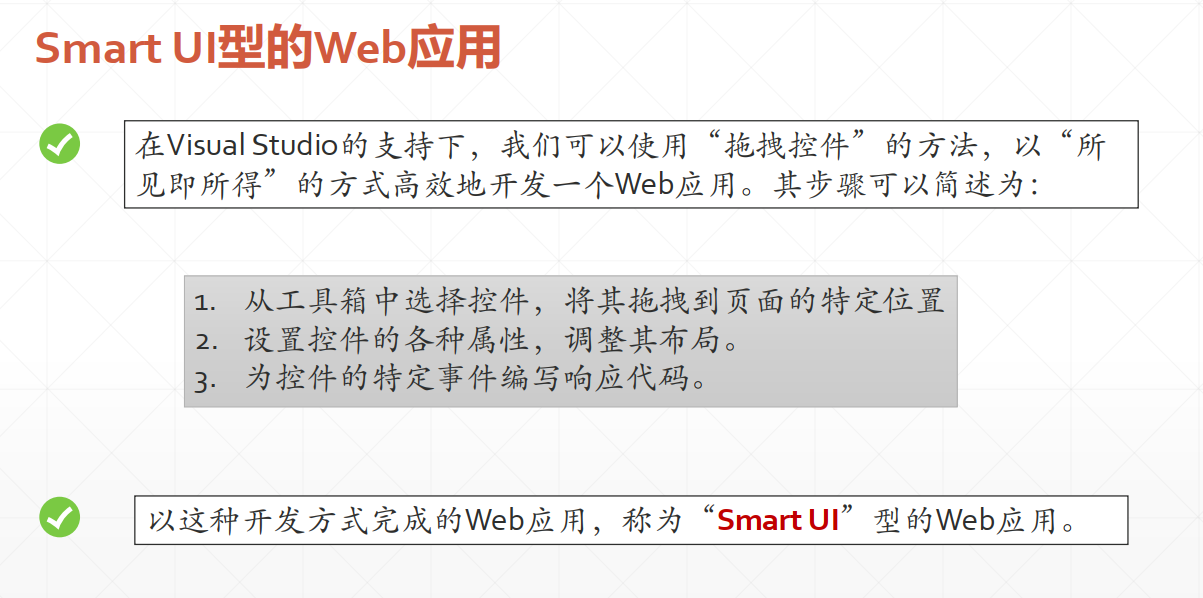 Smart UI型的Web应用
在Visual Studio的支持下，我们可以使用“拖拽控件”的方法，以“所
见即所得”的方式高效地开发一个Web应用。其步骤可以简述为：
1. 从工具箱中选择控件，将其拖拽到页面的特定位置
2. 设置控件的各种属性，调整其布局。
3. 为控件的特定事件编写响应代码。
以这种开发方式完成的Web应用，称为“Smart UI”型的Web应用。